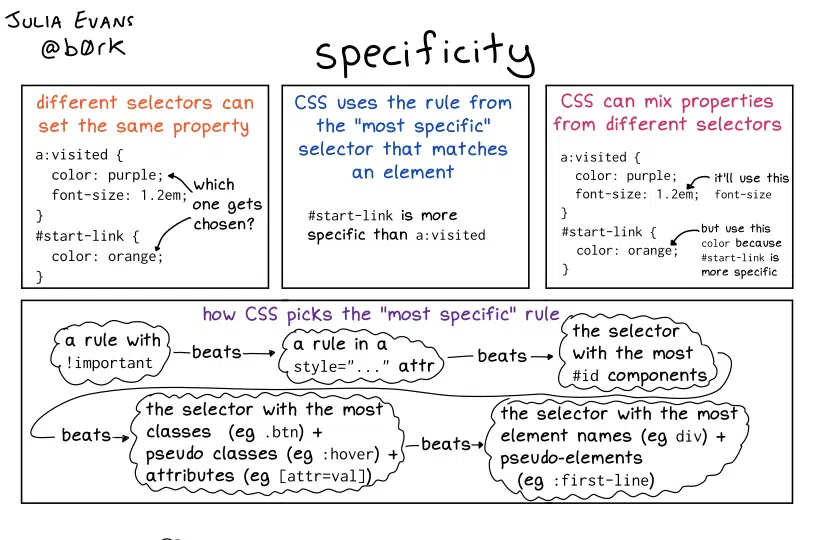 JULIA EVANS
@b0rk
specificity
different selectors can
set the same property
a:visited {
color: purple;
font-size: 1.2em;
}
#start-link {
color: orange;
}
which
one gets
chosen?
CSS uses the rule from
the "most specific"
selector that matches
an element
#start-link is more
specific than a:visited
CSS can mix properties
from different selectors
a:visited {
color: purple;
font-size: 1.2em;
}
#start-link {
color: orange;
}
it'll use this
font-size
but use this
color because
#start-link is
more specific
how CSS picks the "most specific" rule
a rule with
!important
beats
a rule in a
style="..." attr
beats
the selector
with the most
#id components
beats
the selector with the most
classes (eg .btn) +
pseudo classes (eg :hover) +
attributes (eg [attr=val])
beats
the selector with the most
element names (eg div) +
pseudo-elements
(eg :first-line)